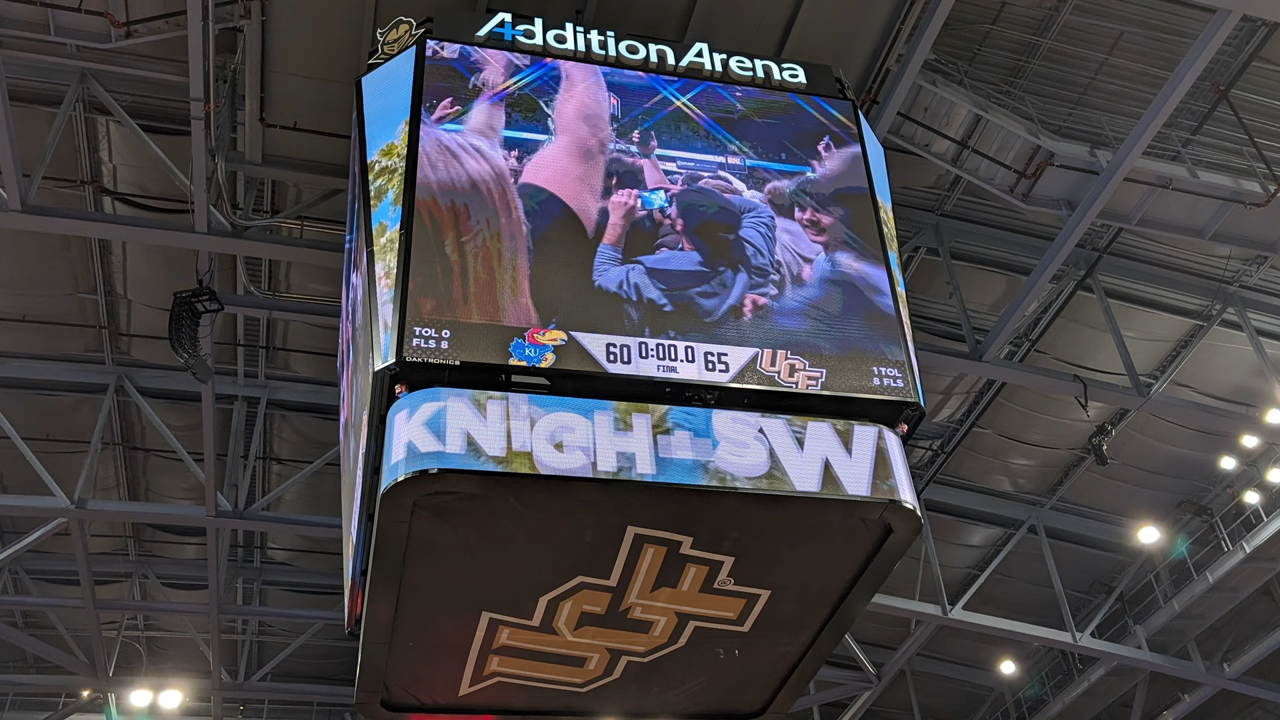 Addition Arena
TOL 0
FLS 8
DAKTRONICS
KU
60 0:00.0 65
FINAL
UCF
1 TOL
8 FLS
KNIGH SW
UCF